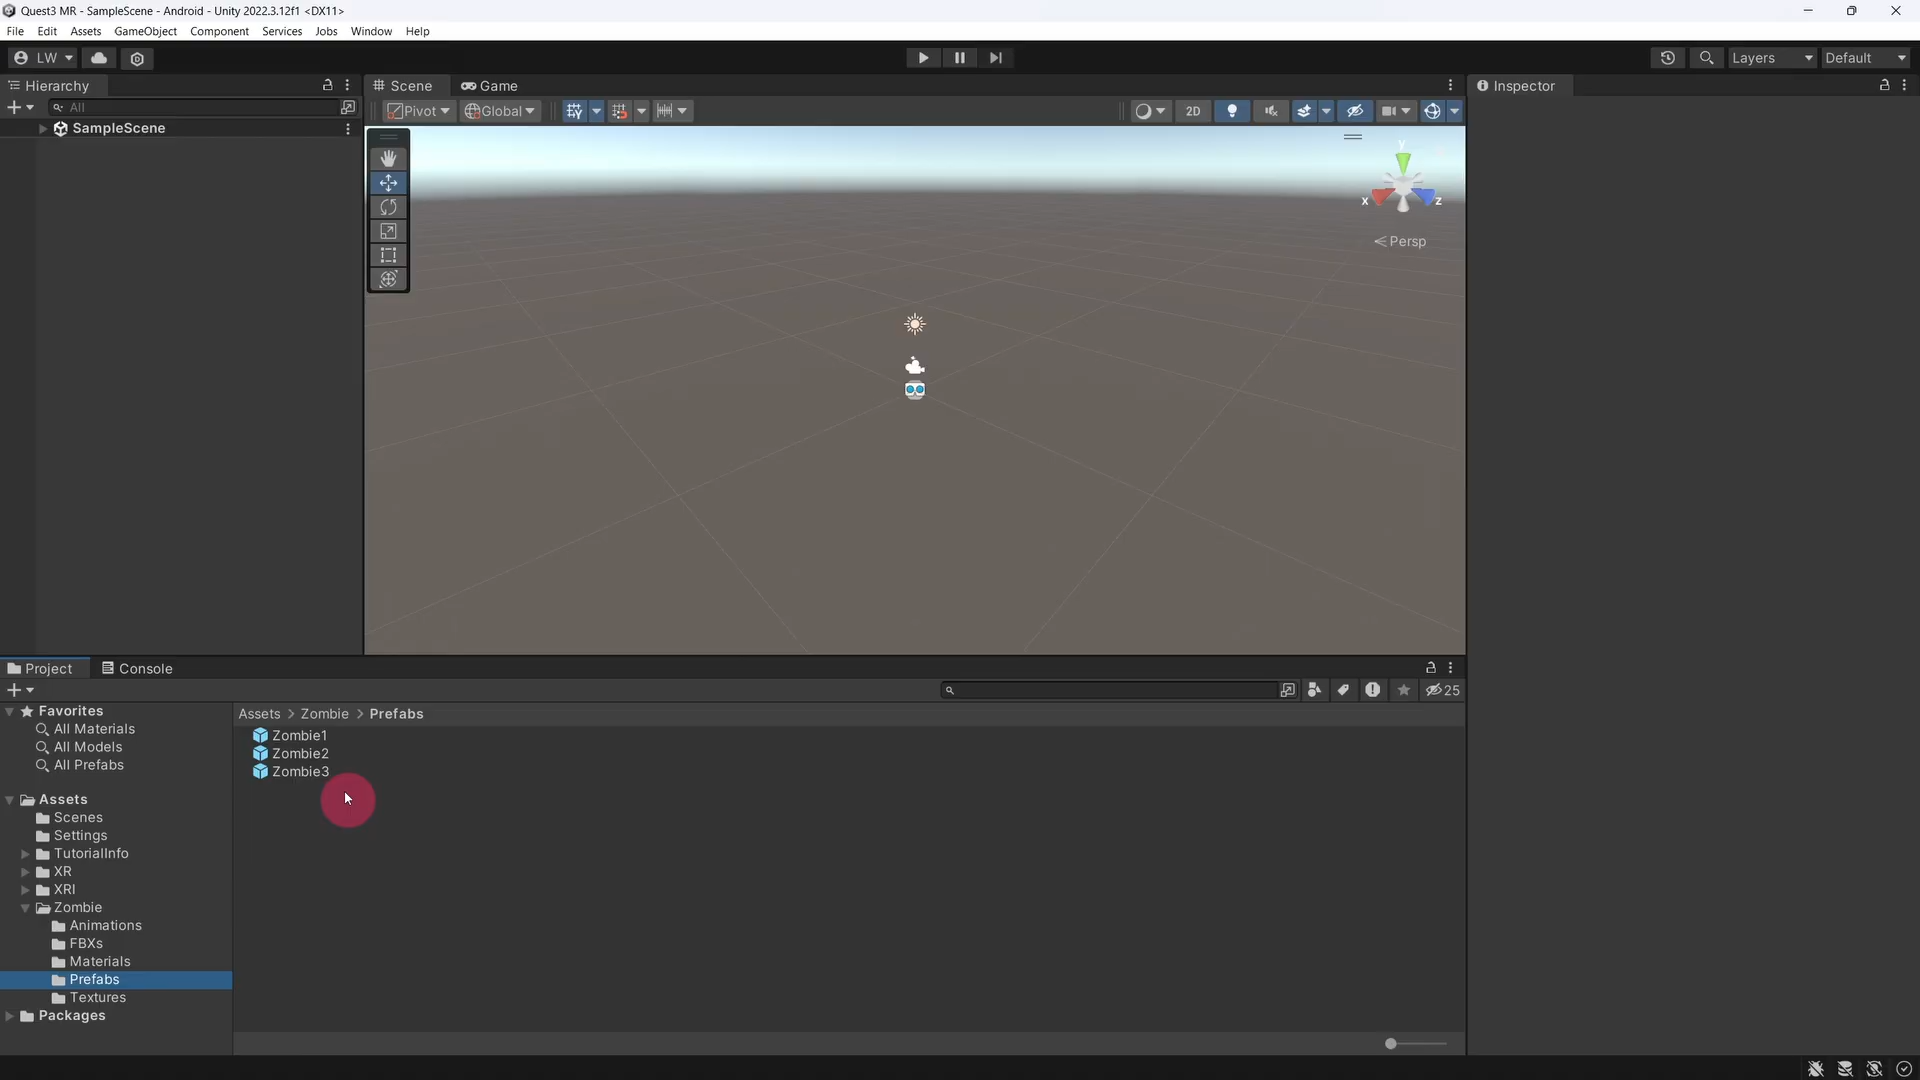 Quest3 MR - SampleScene - Android - Unity 2022.3.12f1 <DX11>
File Edit Assets GameObject Component Services Jobs Window Help
LW Layers Default
Hierarchy Scene Game Inspector
All Pivot Global 2D
SampleScene
y
x z
Persp
Project Console
25
Favorites
All Materials
All Models
All Prefabs
Assets
Scenes
Settings
TutorialInfo
XR
XRI
Zombie
Animations
FBXs
Materials
Prefabs
Textures
Packages
Assets > Zombie > Prefabs
Zombie1
Zombie2
Zombie3